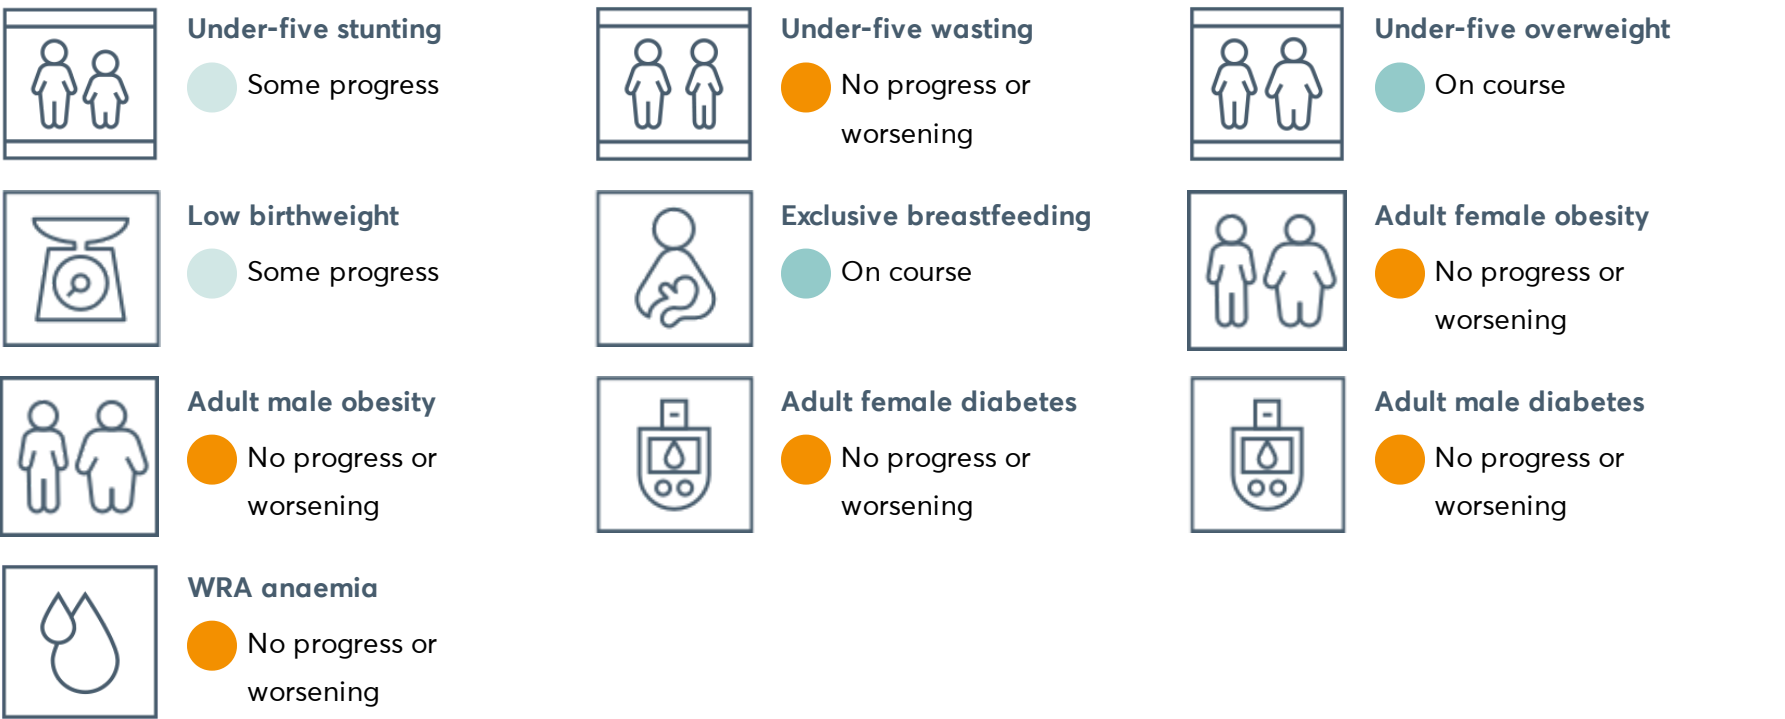 Under-five stunting
Some progress
Under-five wasting
No progress or
worsening
Under-five overweight
On course
Low birthweight
Some progress
Exclusive breastfeeding
On course
Adult female obesity
No progress or
worsening
Adult male obesity
No progress or
worsening
Adult female diabetes
No progress or
worsening
Adult male diabetes
No progress or
worsening
WRA anaemia
No progress or
worsening